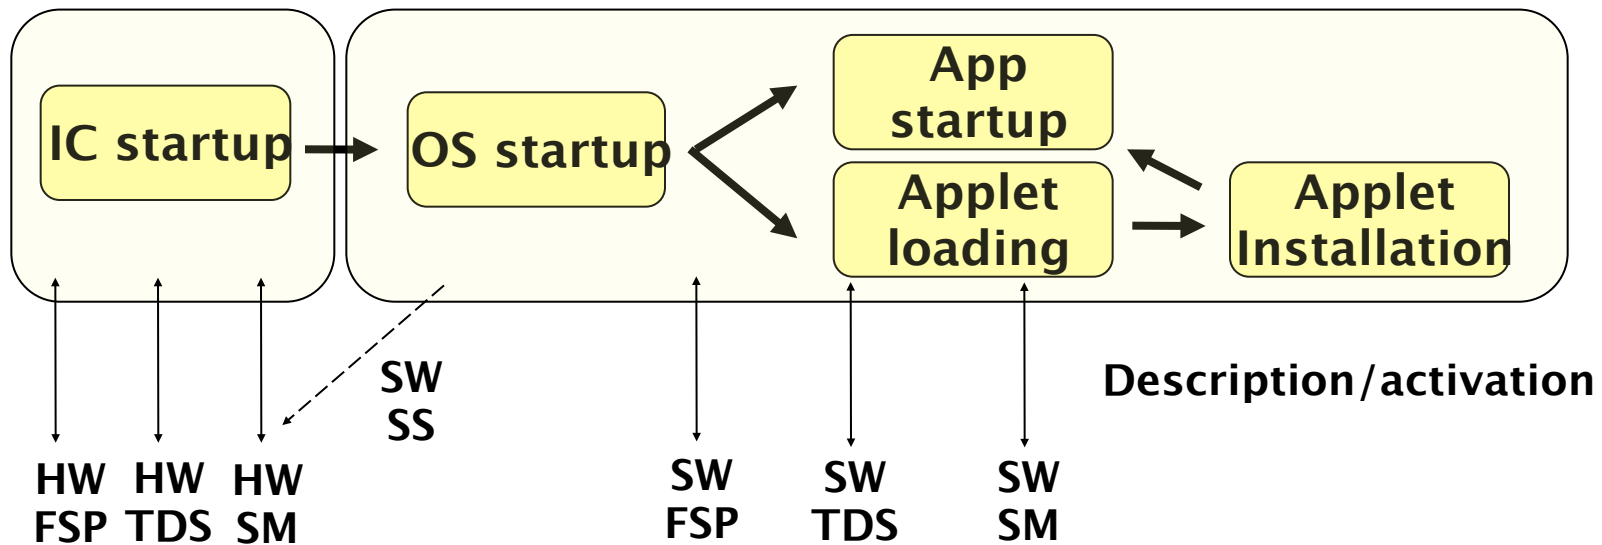 IC startup
OS startup
App
startup
Applet
loading
Applet
Installation
SW
SS
Description/activation
HW
FSP
HW
TDS
HW
SM
SW
FSP
SW
TDS
SW
SM